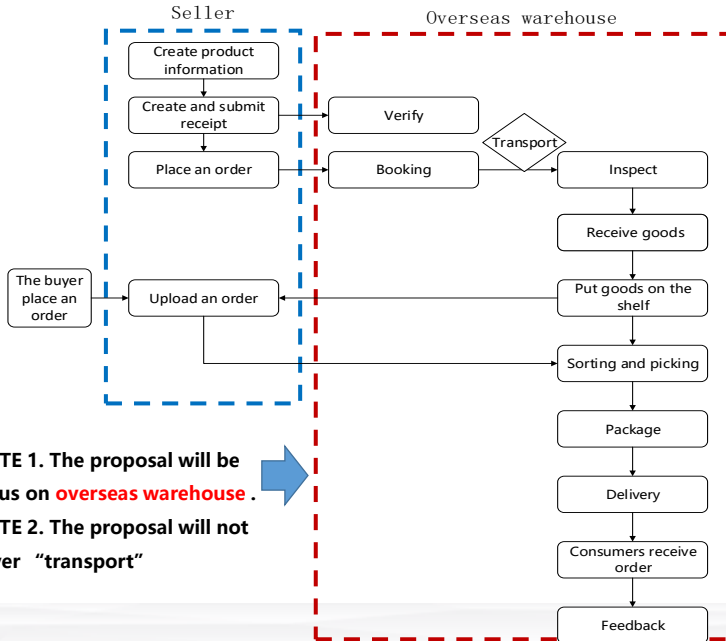 Seller
Overseas warehouse
Create product
information
Create and submit
receipt
Verify
Transport
Place an order
Booking
Inspect
Receive goods
The buyer
place an
order
Upload an order
Put goods on the
shelf
Sorting and picking
Package
TE 1. The proposal will be
us on overseas warehouse .
TE 2. The proposal will not
er “transport”
Delivery
Consumers receive
order
Feedback